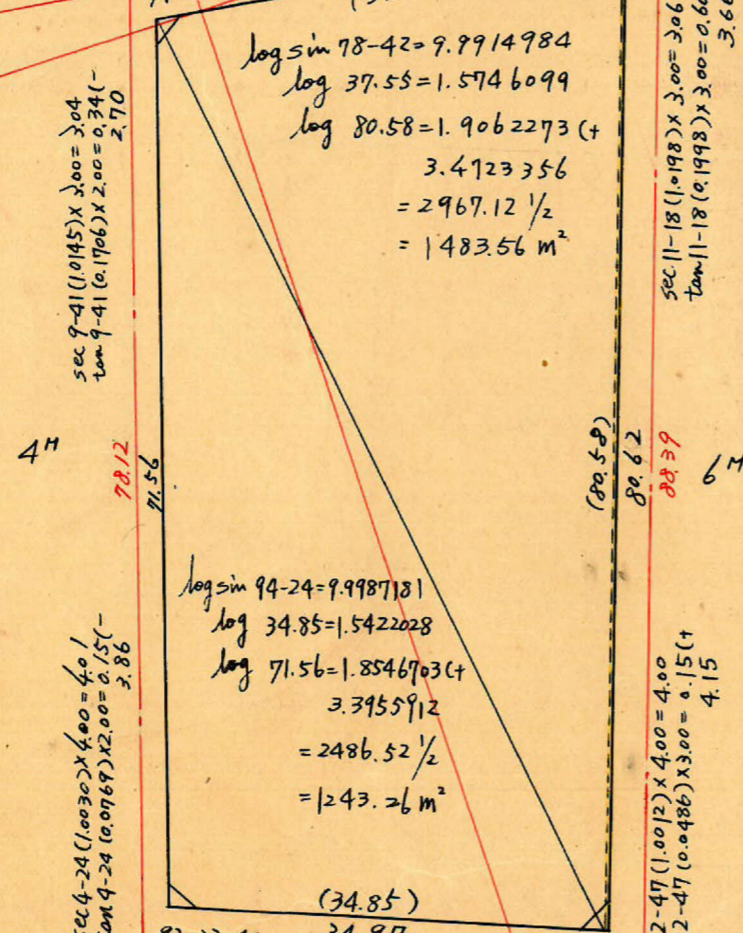 log sin 78-42=9.9914984
log 37.55=1.5746099
log 80.58=1.9062273(+
3.4723356
=2967.12 1/2
=1483.56 m²
sec 9-41(1.0145)×3.00=3.04
tan 9-41(0.1706)×2.00=0.34(-
2.70
sec 11-18(1.0198)×3.00=3.06
tan 11-18(0.1998)×3.00=0.60
3.66
4M
78.12
71.56
(80.58)
80.62
80.39
6M
log sin 94-24=9.9987181
log 34.85=1.5422028
log 71.56=1.8546703(+
3.3955912
=2486.52 1/2
=1243.26 m²
sec 4-24(1.0030)×4.00=4.01
tan 4-24(0.0769)×2.00=0.15(-
3.86
2-47(1.0012)×4.00=4.00
2-47(0.0486)×3.00=0.15(+
4.15
(34.85)
34.97